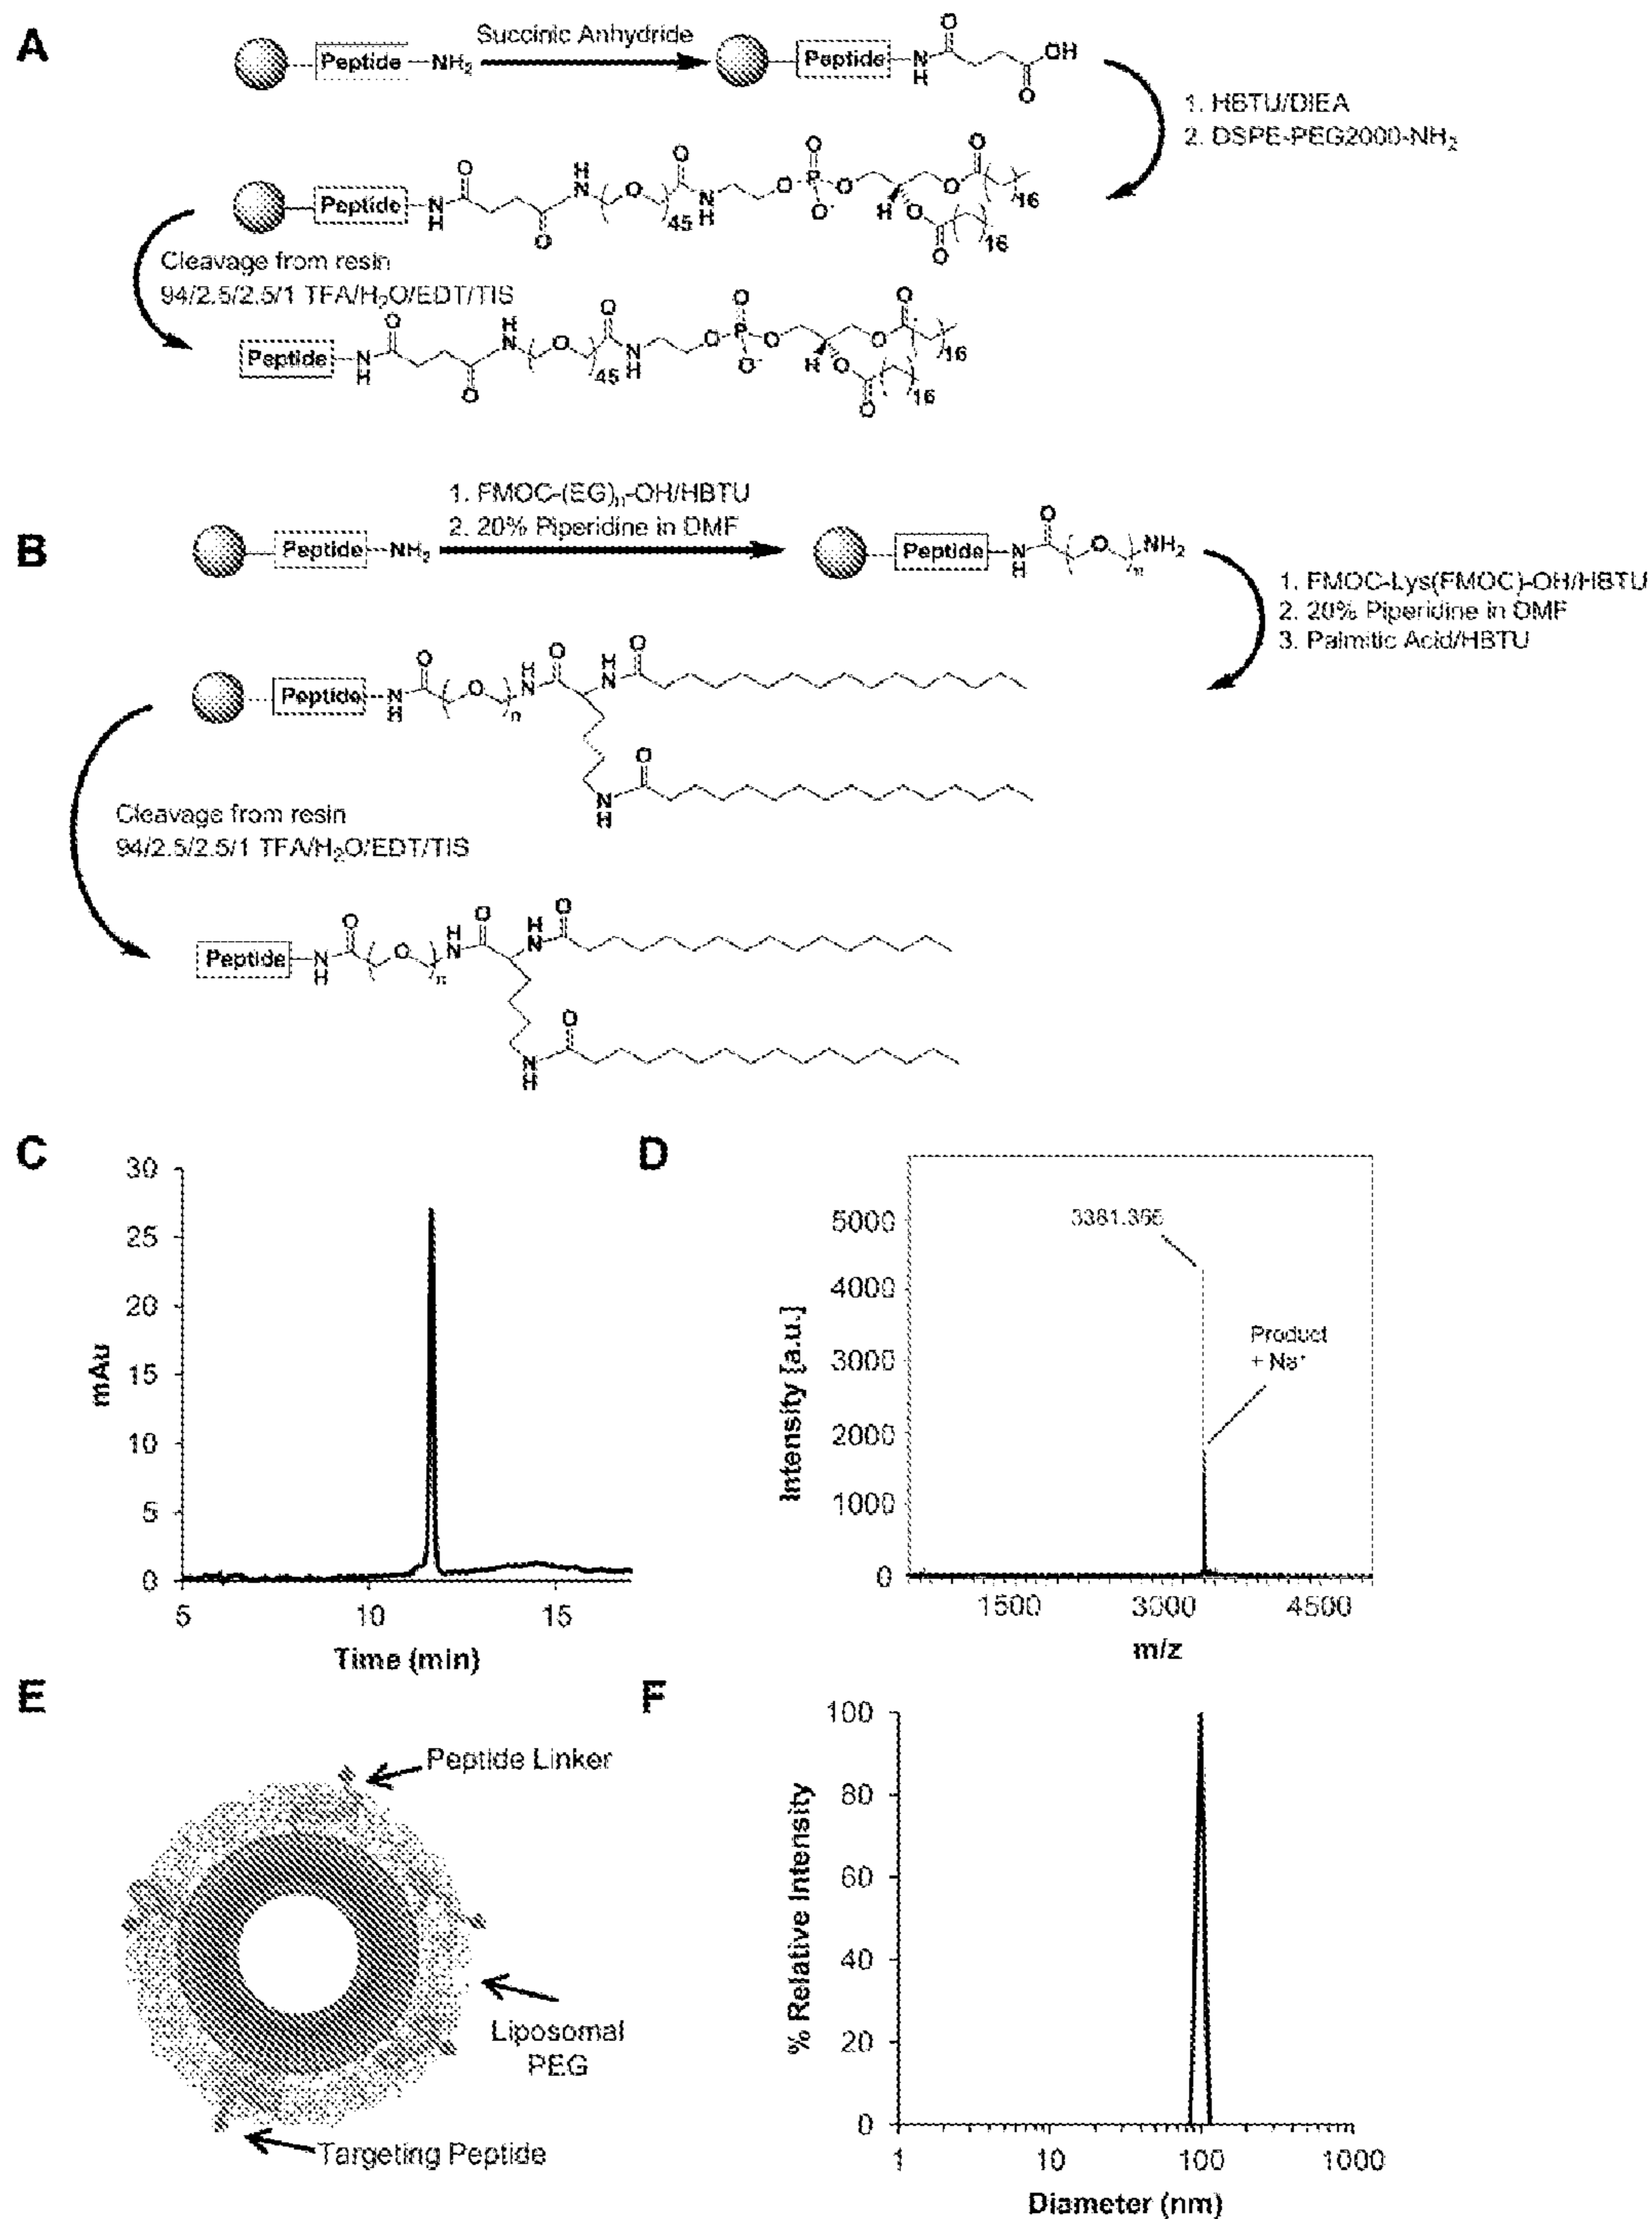 A
Peptide
NH2
Succinic Anhydride
Peptide
N
H
O
OH
O
1. HBTU/DIEA
2. DSPE-PEG2000-NH2
Peptide
N
H
O
O
H
N
O
45
O
N
H
O
O
P
O-
O
H
O
O
O
16
O
16
Cleavage from resin
94/2.5/2.5/1 TFA/H2O/EDT/TIS
Peptide
N
H
O
O
H
N
O
45
O
N
H
O
O
P
O-
O
H
O
O
O
16
O
16
B
Peptide
NH2
1. FMOC-(EG)n-OH/HBTU
2. 20% Piperidine in DMF
Peptide
N
H
O
O
n
NH2
1. FMOC-Lys(FMOC)-OH/HBTU
2. 20% Piperidine in DMF
3. Palmitic Acid/HBTU
Peptide
N
H
O
O
n
H
N
O
H
N
O
O
N
H
Cleavage from resin
94/2.5/2.5/1 TFA/H2O/EDT/TIS
Peptide
N
H
O
O
n
H
N
O
H
N
O
O
N
H
C
30
25
20
15
10
5
0
mAu
5 10 15
Time (min)
D
5000
4000
3000
2000
1000
0
Intensity [a.u.]
Product
+ Na+
1500 3000 4500
m/z
E
Peptide Linker
Liposomal
PEG
Targeting Peptide
F
100
80
60
40
20
0
% Relative Intensity
1 10 100 1000
Diameter (nm)